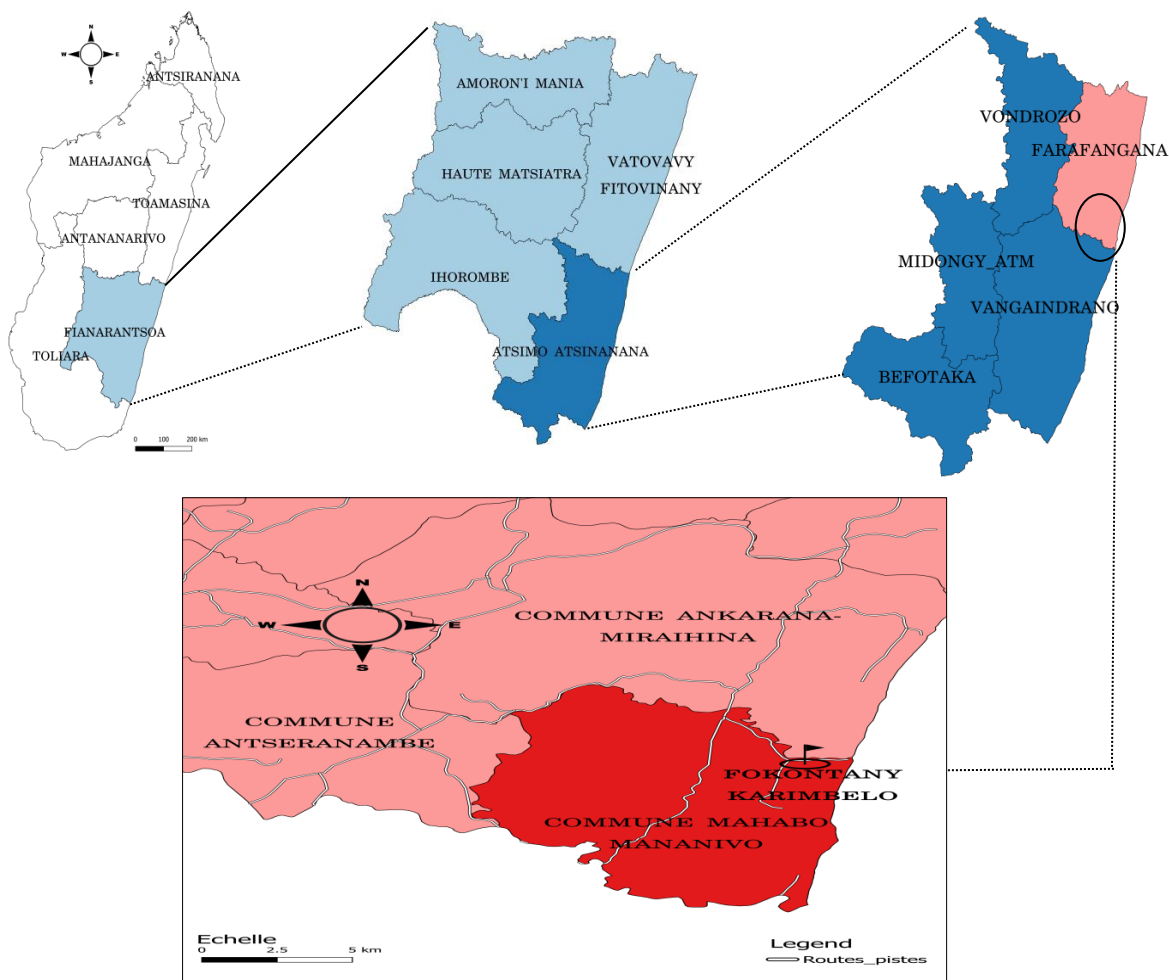 N
W
E
S
ANTSIRANANA
MAHAJANGA
TOAMASINA
ANTANANARIVO
FIANARANTSOA
TOLIARA
0 100 200 km
AMORON'I MANIA
HAUTE MATSIATRA
VATOVAVY
FITOVINANY
IHOROMBE
ATSIMO ATSINANANA
VONDROZO
FARAFANGANA
MIDONGY_ATM
VANGAINDRANO
BEFOTAKA
N
W
E
S
COMMUNE ANKARANA-
MIRAIHINA
COMMUNE
ANTSERANAMBE
FOKONTANY
KARIMBELO
COMMUNE MAHABO
MANANIVO
Echelle
0 2.5 5 km
Legend
Routes_pistes